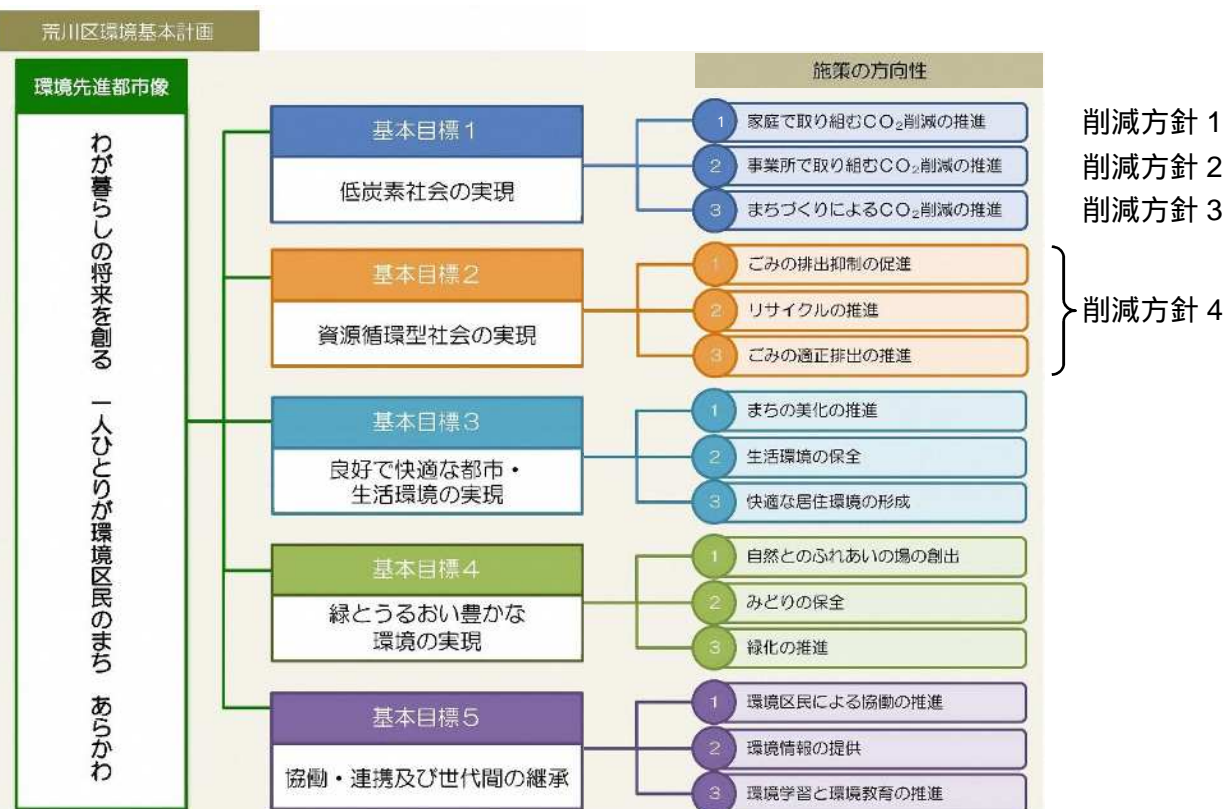 荒川区環境基本計画
環境先進都市像
わが暮らしの将来を創る 一人ひとりが環境区民のまち あらかわ
施策の方向性
基本目標1
低炭素社会の実現
1 家庭で取り組むCO₂削減の推進
2 事業所で取り組むCO₂削減の推進
3 まちづくりによるCO₂削減の推進
削減方針 1
削減方針 2
削減方針 3
基本目標2
資源循環型社会の実現
1 ごみの排出抑制の促進
2 リサイクルの推進
3 ごみの適正排出の推進
削減方針 4
基本目標3
良好で快適な都市・
生活環境の実現
1 まちの美化の推進
2 生活環境の保全
3 快適な居住環境の形成
基本目標4
緑とうるおい豊かな
環境の実現
1 自然とのふれあいの場の創出
2 みどりの保全
3 緑化の推進
基本目標5
協働・連携及び世代間の継承
1 環境区民による協働の推進
2 環境情報の提供
3 環境学習と環境教育の推進